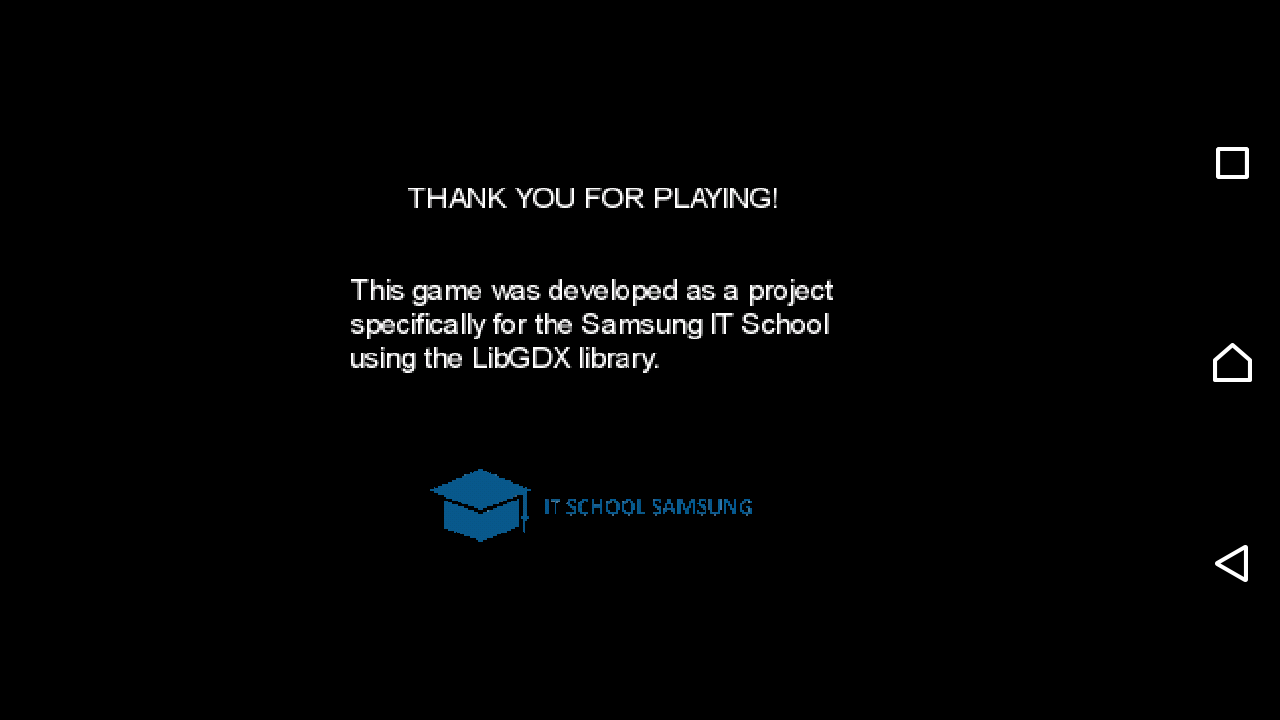 THANK YOU FOR PLAYING!
This game was developed as a project
specifically for the Samsung IT School
using the LibGDX library.
IT SCHOOL SAMSUNG